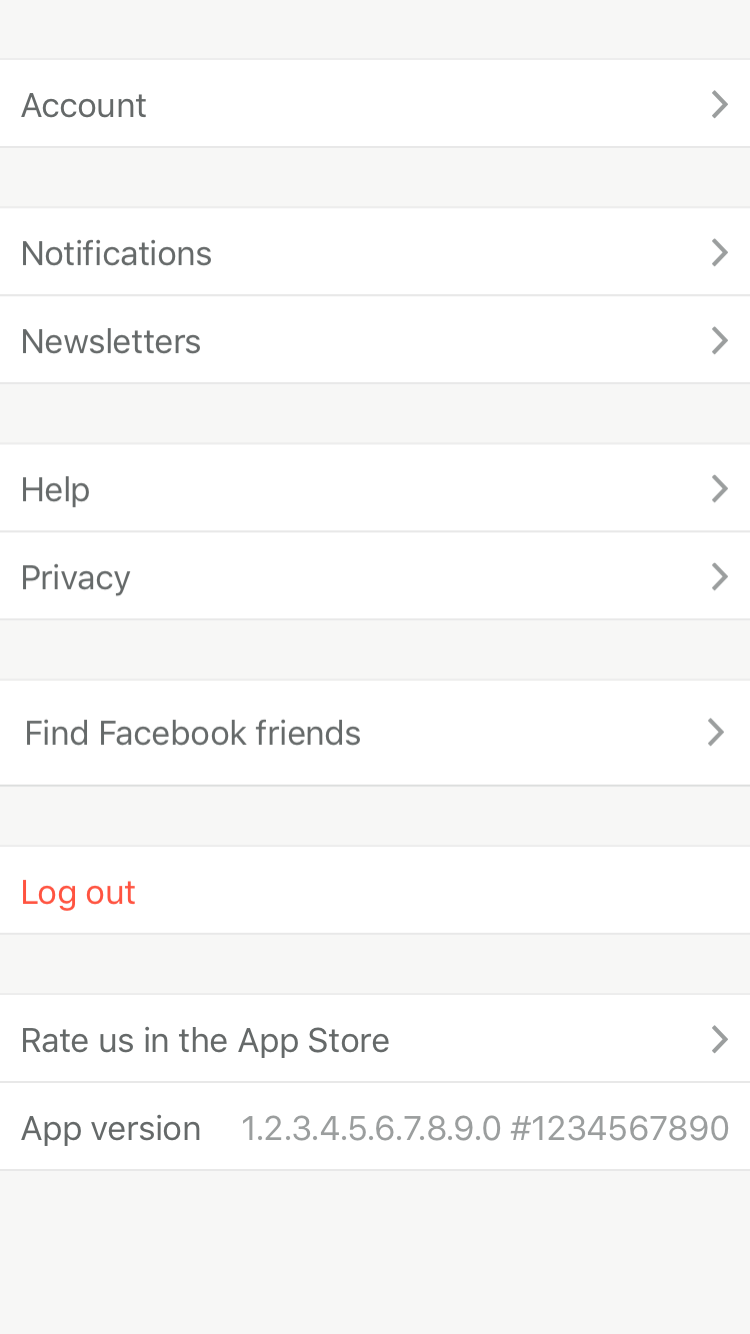 Account
Notifications
Newsletters
Help
Privacy
Find Facebook friends
Log out
Rate us in the App Store
App version 1.2.3.4.5.6.7.8.9.0 #1234567890